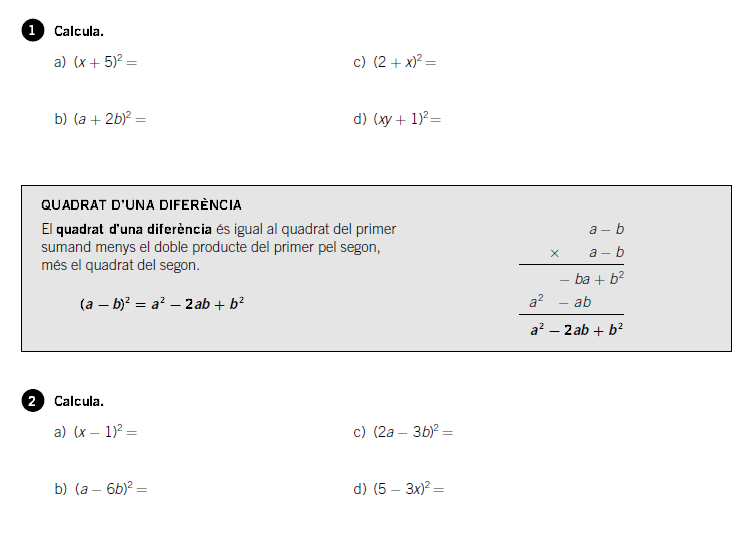 1 Calcula.
a) (x + 5)² =
c) (2 + x)² =
b) (a + 2b)² =
d) (xy + 1)² =
QUADRAT D'UNA DIFERÈNCIA
El quadrat d'una diferència és igual al quadrat del primer
sumand menys el doble producte del primer pel segon,
més el quadrat del segon.
(a – b)² = a² – 2ab + b²
a – b
× a – b
– ba + b²
a² – ab
a² – 2ab + b²
2 Calcula.
a) (x – 1)² =
c) (2a – 3b)² =
b) (a – 6b)² =
d) (5 – 3x)² =